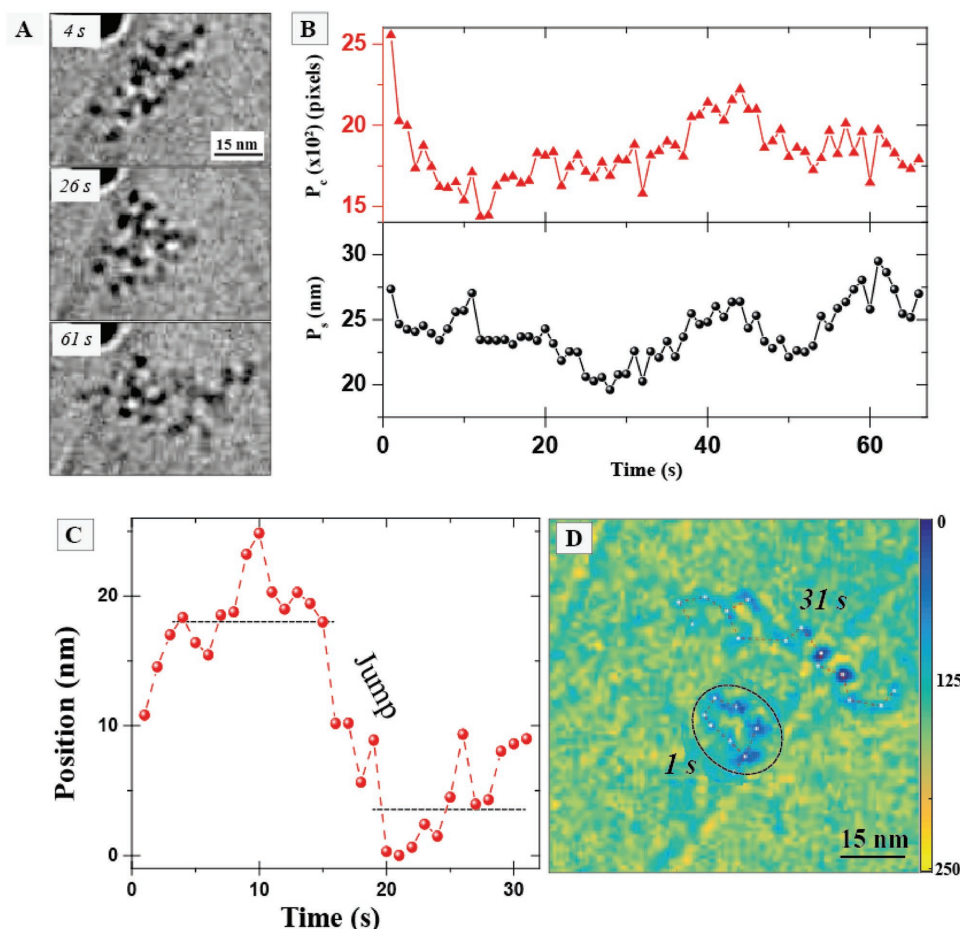 A
4 s
15 nm
26 s
61 s
B
25
20
15
P_c (x10²) (pixels)
30
25
20
P_s (nm)
0
20
40
60
Time (s)
C
20
10
0
Position (nm)
Jump
0
10
20
30
Time (s)
D
31 s
1 s
15 nm
0
125
250